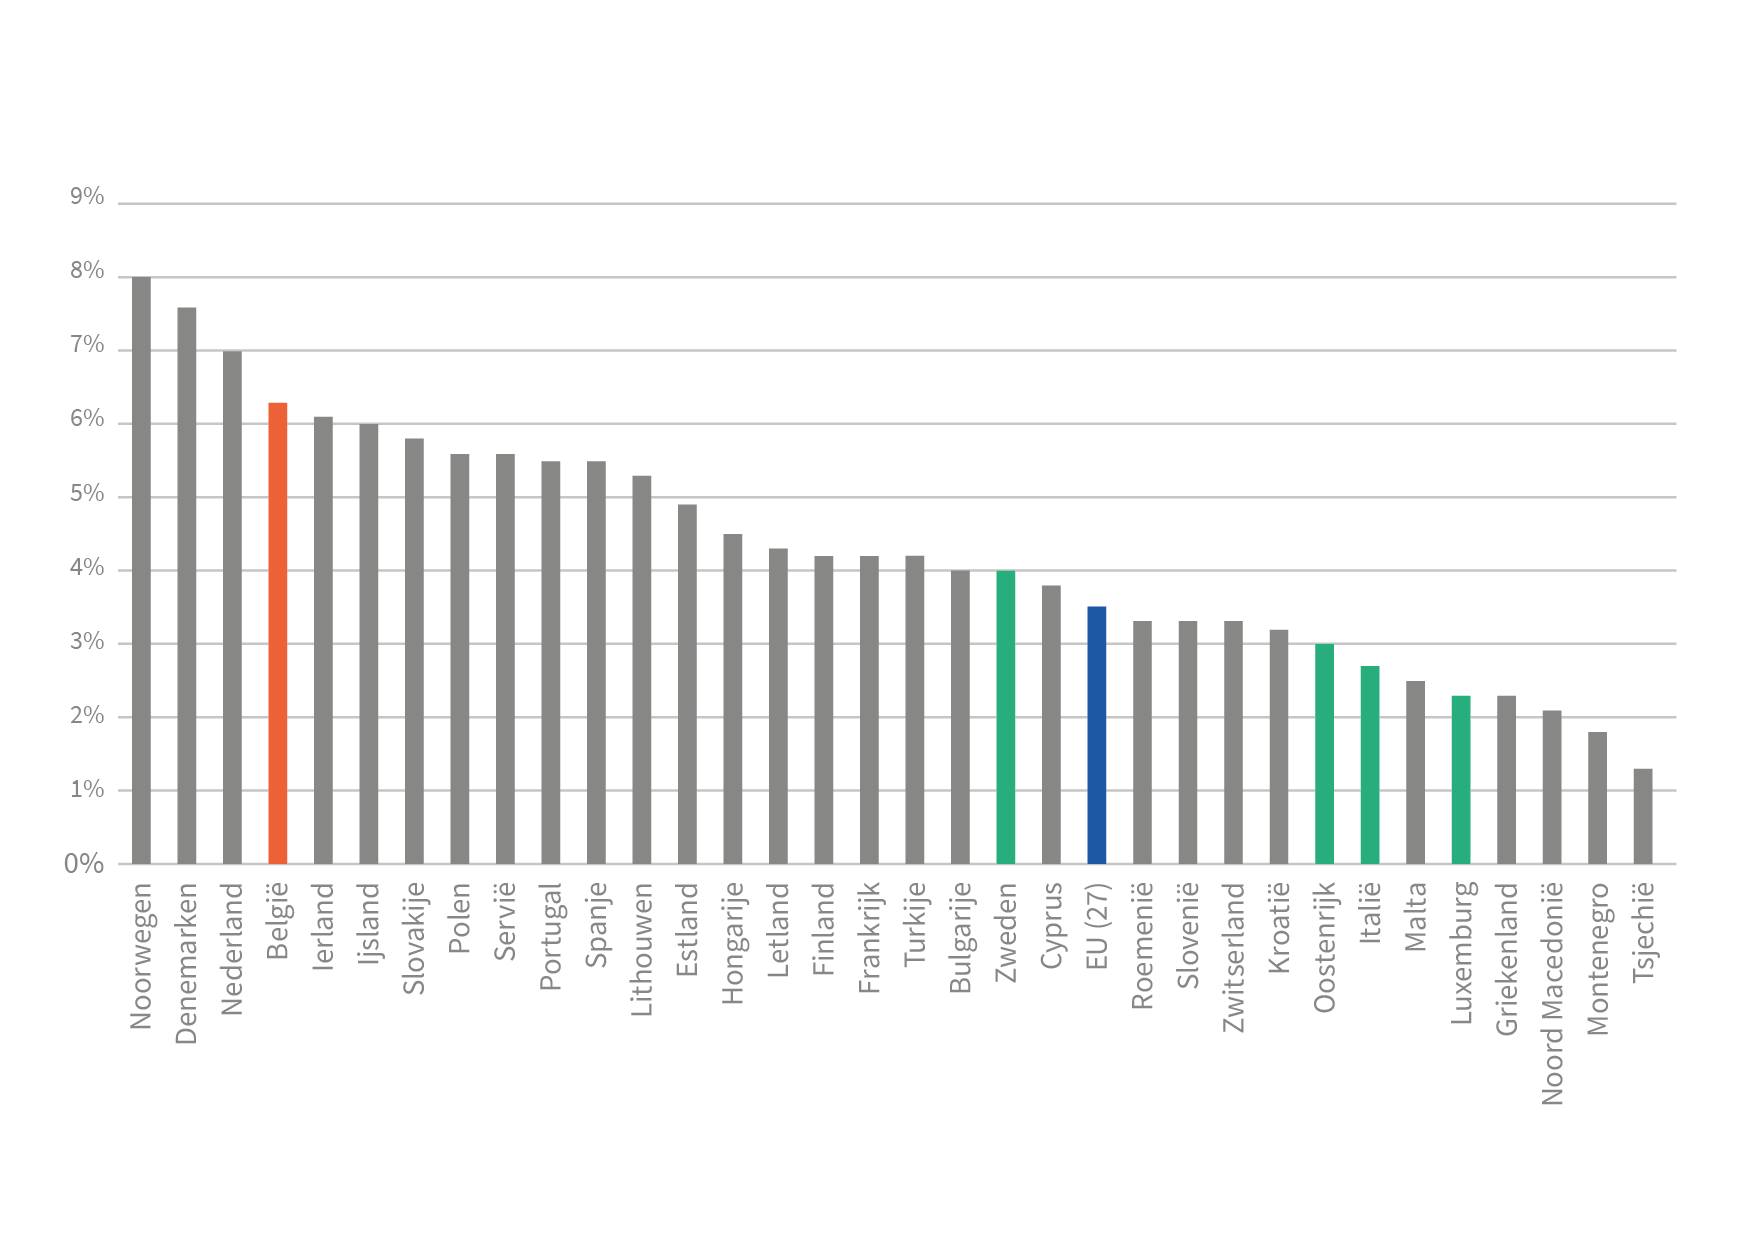 9%
8%
7%
6%
5%
4%
3%
2%
1%
0%
Noorwegen
Denemarken
Nederland
België
Ierland
Ijsland
Slovakije
Polen
Servië
Portugal
Spanje
Lithouwen
Estland
Hongarije
Letland
Finland
Frankrijk
Turkije
Bulgarije
Zweden
Cyprus
EU (27)
Roemenië
Slovenië
Zwitserland
Kroatië
Oostenrijk
Italië
Malta
Luxemburg
Griekenland
Noord Macedonië
Montenegro
Tsjechië